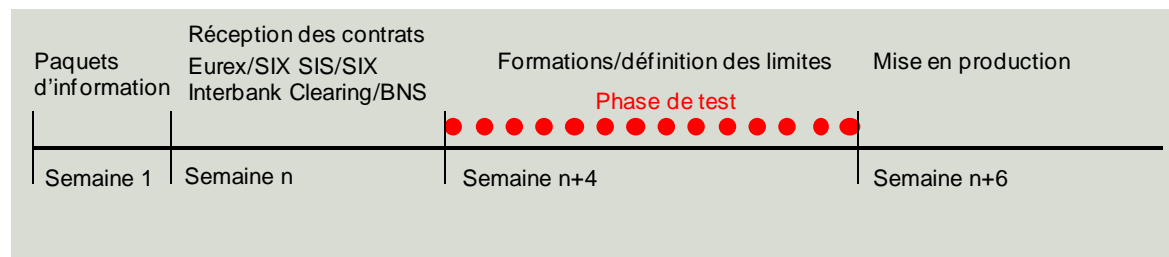 Paquets
d'information
Réception des contrats
Eurex/SIX SIS/SIX
Interbank Clearing/BNS
Formations/définition des limites
Phase de test
Mise en production
Semaine 1
Semaine n
Semaine n+4
Semaine n+6